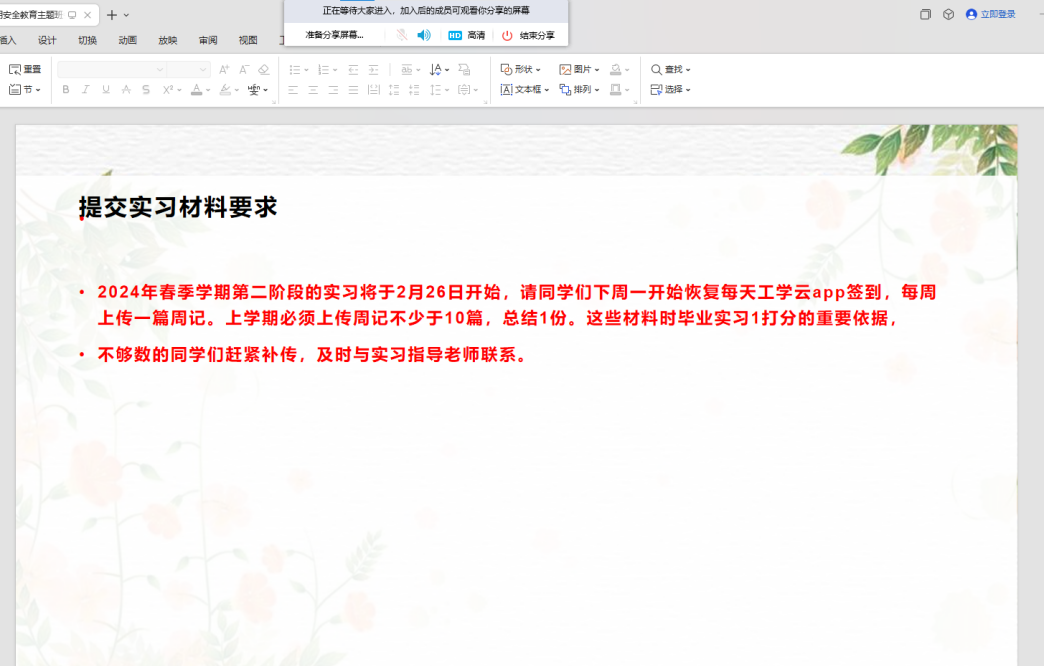 正在等待大家进入，加入后的成员可观看你分享的屏幕
安全教育主题班
立即登录
准备分享屏幕... HD 高清 结束分享
插入 设计 切换 动画 放映 审阅 视图
重置 形状 图片 查找
节 B I U A S X² A 文本框 排列 选择
提交实习材料要求
• 2024年春季学期第二阶段的实习将于2月26日开始，请同学们下周一开始恢复每天工学云app签到，每周
上传一篇周记。上学期必须上传周记不少于10篇，总结1份。这些材料时毕业实习1打分的重要依据，
• 不够数的同学们赶紧补传，及时与实习指导老师联系。